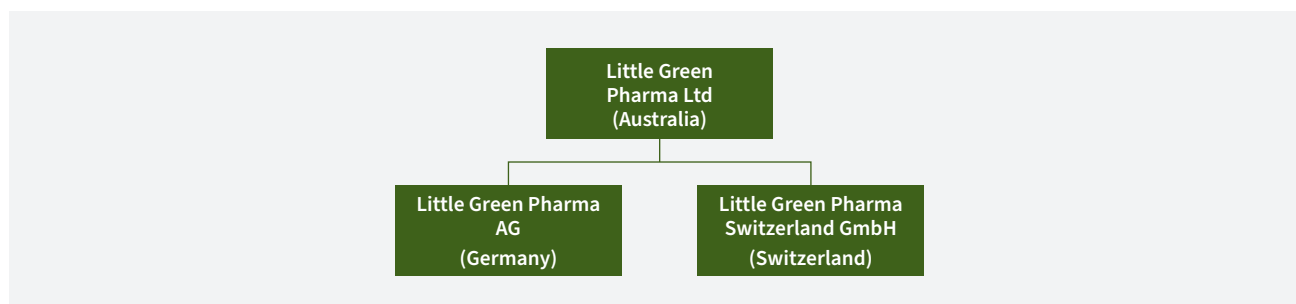 Little Green
Pharma Ltd
(Australia)
Little Green Pharma
AG
(Germany)
Little Green Pharma
Switzerland GmbH
(Switzerland)